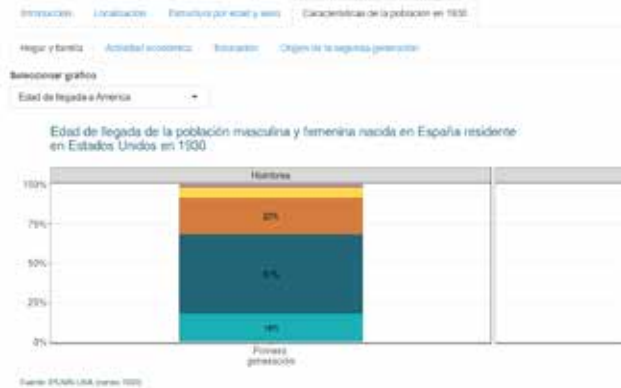 Introducción Localización Estructura por edad y sexo Características de la población en 1930
Hogar y familia Actividad económica Educación Origen de la segunda generación
Seleccionar gráfico
Edad de llegada a América
Edad de llegada de la población masculina y femenina nacida en España residente
en Estados Unidos en 1930
Hombres
100%
75%
50%
25%
0%
Primera
generación